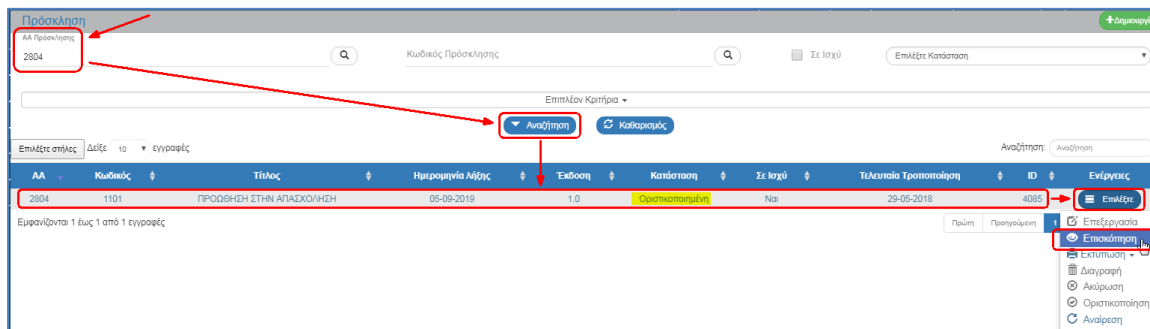 Πρόσκληση
+Δημιουργί
ΑΑ Πρόσκλησης
2804
Κωδικός Πρόσκλησης
Σε Ισχύ
Επιλέξτε Κατάσταση
Επιπλέον Κριτήρια
Αναζήτηση
Καθαρισμός
Επιλέξτε στήλες Δείξε 10 εγγραφές
Αναζήτηση: Αναζήτηση
ΑΑ Κωδικός Τίτλος Ημερομηνία Λήξης Έκδοση Κατάσταση Σε Ισχύ Τελευταία Τροποποίηση ID Ενέργειες
2804 1101 ΠΡΟΩΘΗΣΗ ΣΤΗΝ ΑΠΑΣΧΟΛΗΣΗ 05-09-2019 1.0 Οριστικοποιημένη Ναι 29-05-2018 4085 Επιλέξτε
Εμφανίζονται 1 έως 1 από 1 εγγραφές
Πρώτη Προηγούμενη 1
Επεξεργασία
Επισκόπηση
Εκτύπωση
Διαγραφή
Ακύρωση
Οριστικοποίηση
Αναίρεση